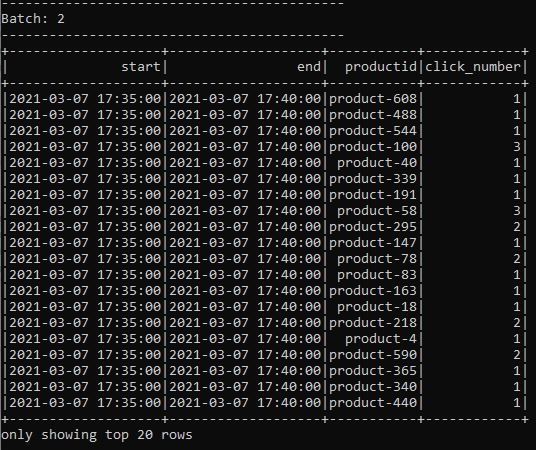 -------------------------------------------
Batch: 2
-------------------------------------------
+-------------------+-------------------+-----------+------------+
|              start|                end|  productid|click_number|
+-------------------+-------------------+-----------+------------+
|2021-03-07 17:35:00|2021-03-07 17:40:00|product-608|           1|
|2021-03-07 17:35:00|2021-03-07 17:40:00|product-488|           1|
|2021-03-07 17:35:00|2021-03-07 17:40:00|product-544|           1|
|2021-03-07 17:35:00|2021-03-07 17:40:00|product-100|           3|
|2021-03-07 17:35:00|2021-03-07 17:40:00| product-40|           1|
|2021-03-07 17:35:00|2021-03-07 17:40:00|product-339|           1|
|2021-03-07 17:35:00|2021-03-07 17:40:00|product-191|           1|
|2021-03-07 17:35:00|2021-03-07 17:40:00| product-58|           3|
|2021-03-07 17:35:00|2021-03-07 17:40:00|product-295|           2|
|2021-03-07 17:35:00|2021-03-07 17:40:00|product-147|           1|
|2021-03-07 17:35:00|2021-03-07 17:40:00| product-78|           2|
|2021-03-07 17:35:00|2021-03-07 17:40:00| product-83|           1|
|2021-03-07 17:35:00|2021-03-07 17:40:00|product-163|           1|
|2021-03-07 17:35:00|2021-03-07 17:40:00| product-18|           1|
|2021-03-07 17:35:00|2021-03-07 17:40:00|product-218|           2|
|2021-03-07 17:35:00|2021-03-07 17:40:00|  product-4|           1|
|2021-03-07 17:35:00|2021-03-07 17:40:00|product-590|           2|
|2021-03-07 17:35:00|2021-03-07 17:40:00|product-365|           1|
|2021-03-07 17:35:00|2021-03-07 17:40:00|product-340|           1|
|2021-03-07 17:35:00|2021-03-07 17:40:00|product-440|           1|
+-------------------+-------------------+-----------+------------+
only showing top 20 rows